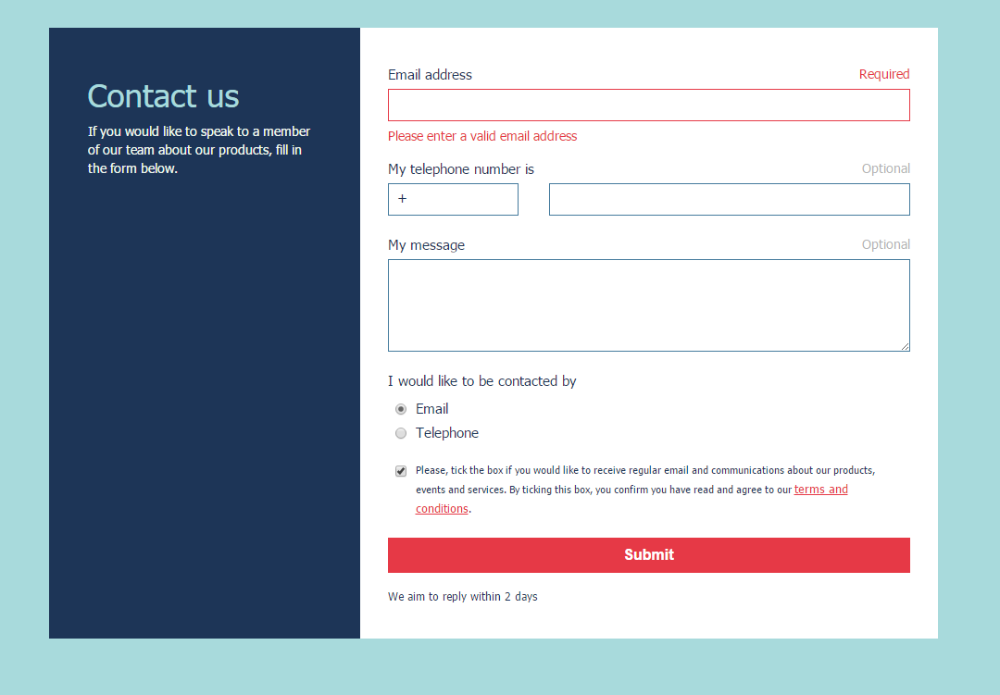 Contact us
If you would like to speak to a member
of our team about our products, fill in
the form below.
Email address
Required
Please enter a valid email address
My telephone number is
Optional
+
My message
Optional
I would like to be contacted by
Email
Telephone
Please, tick the box if you would like to receive regular email and communications about our products,
events and services. By ticking this box, you confirm you have read and agree to our terms and
conditions.
Submit
We aim to reply within 2 days